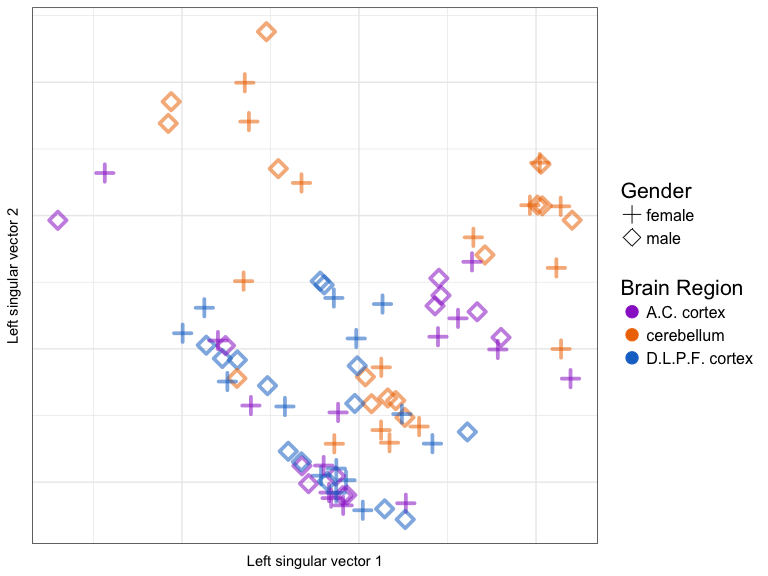 Left singular vector 2
Left singular vector 1
Gender
female
male
Brain Region
A.C. cortex
cerebellum
D.L.P.F. cortex